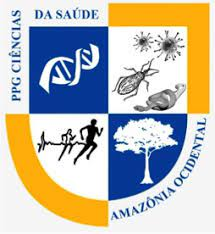 PPG CIÊNCIAS
DA SAÚDE
AMAZÔNIA OCIDENTAL